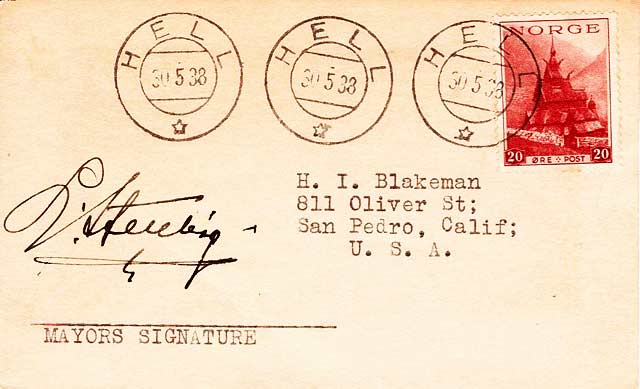 HELL
30 5 38
HELL
30 5 38
HELL
30 5 38
NORGE
20 ØRE POST 20
H. I. Blakeman
811 Oliver St;
San Pedro, Calif;
U. S. A.
MAYORS SIGNATURE